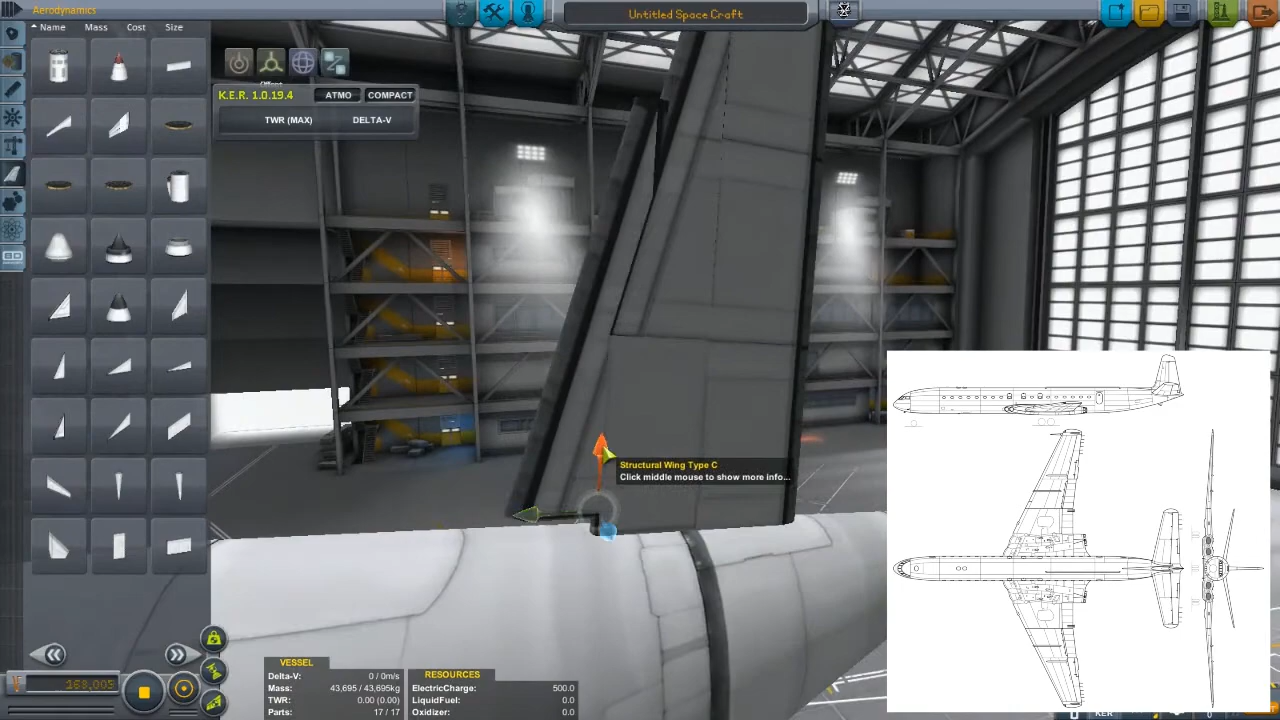 Aerodynamics
Untitled Space Craft
Name Mass Cost Size
Offset
K.E.R. 1.0.19.4 ATMO COMPACT
TWR (MAX) DELTA-V
Structural Wing Type C
Click middle mouse to show more info...
VESSEL
Delta-V: 0 / 0m/s
Mass: 43,695 / 43,695kg
TWR: 0.00 (0.00)
Parts: 17 / 17
RESOURCES
ElectricCharge: 500.0
LiquidFuel: 0.0
Oxidizer: 0.0
KER